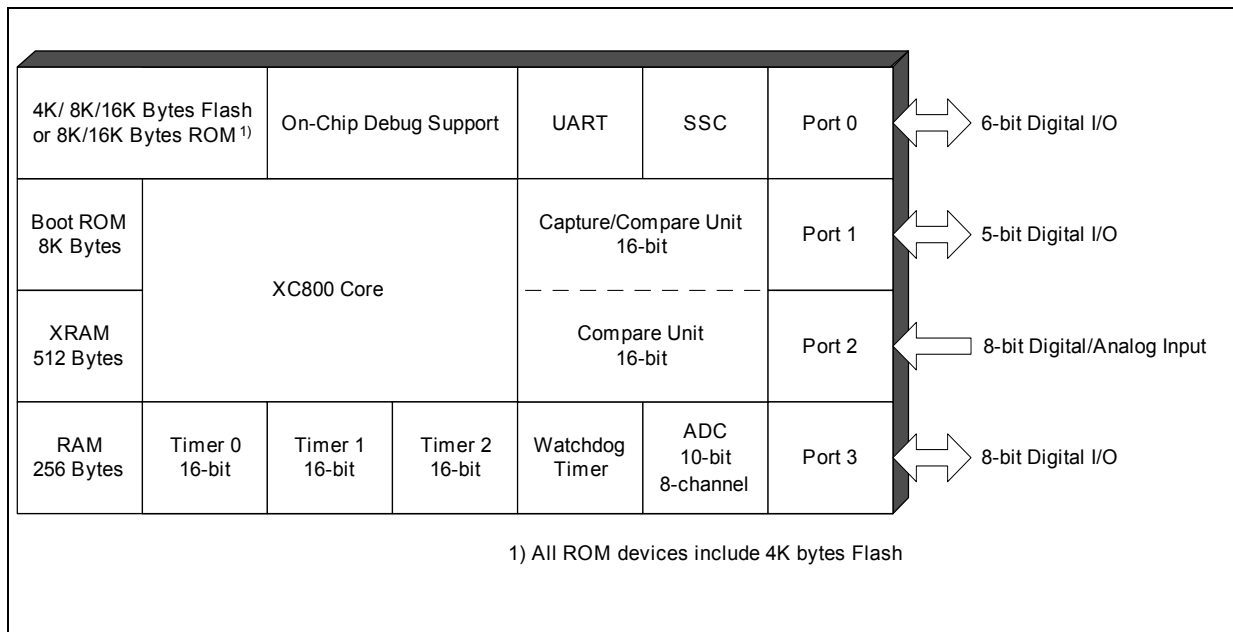 4K/ 8K/16K Bytes Flash
or 8K/16K Bytes ROM 1)
On-Chip Debug Support
UART
SSC
Port 0
6-bit Digital I/O
Boot ROM
8K Bytes
XC800 Core
Capture/Compare Unit
16-bit
Port 1
5-bit Digital I/O
XRAM
512 Bytes
Compare Unit
16-bit
Port 2
8-bit Digital/Analog Input
RAM
256 Bytes
Timer 0
16-bit
Timer 1
16-bit
Timer 2
16-bit
Watchdog
Timer
ADC
10-bit
8-channel
Port 3
8-bit Digital I/O
1) All ROM devices include 4K bytes Flash